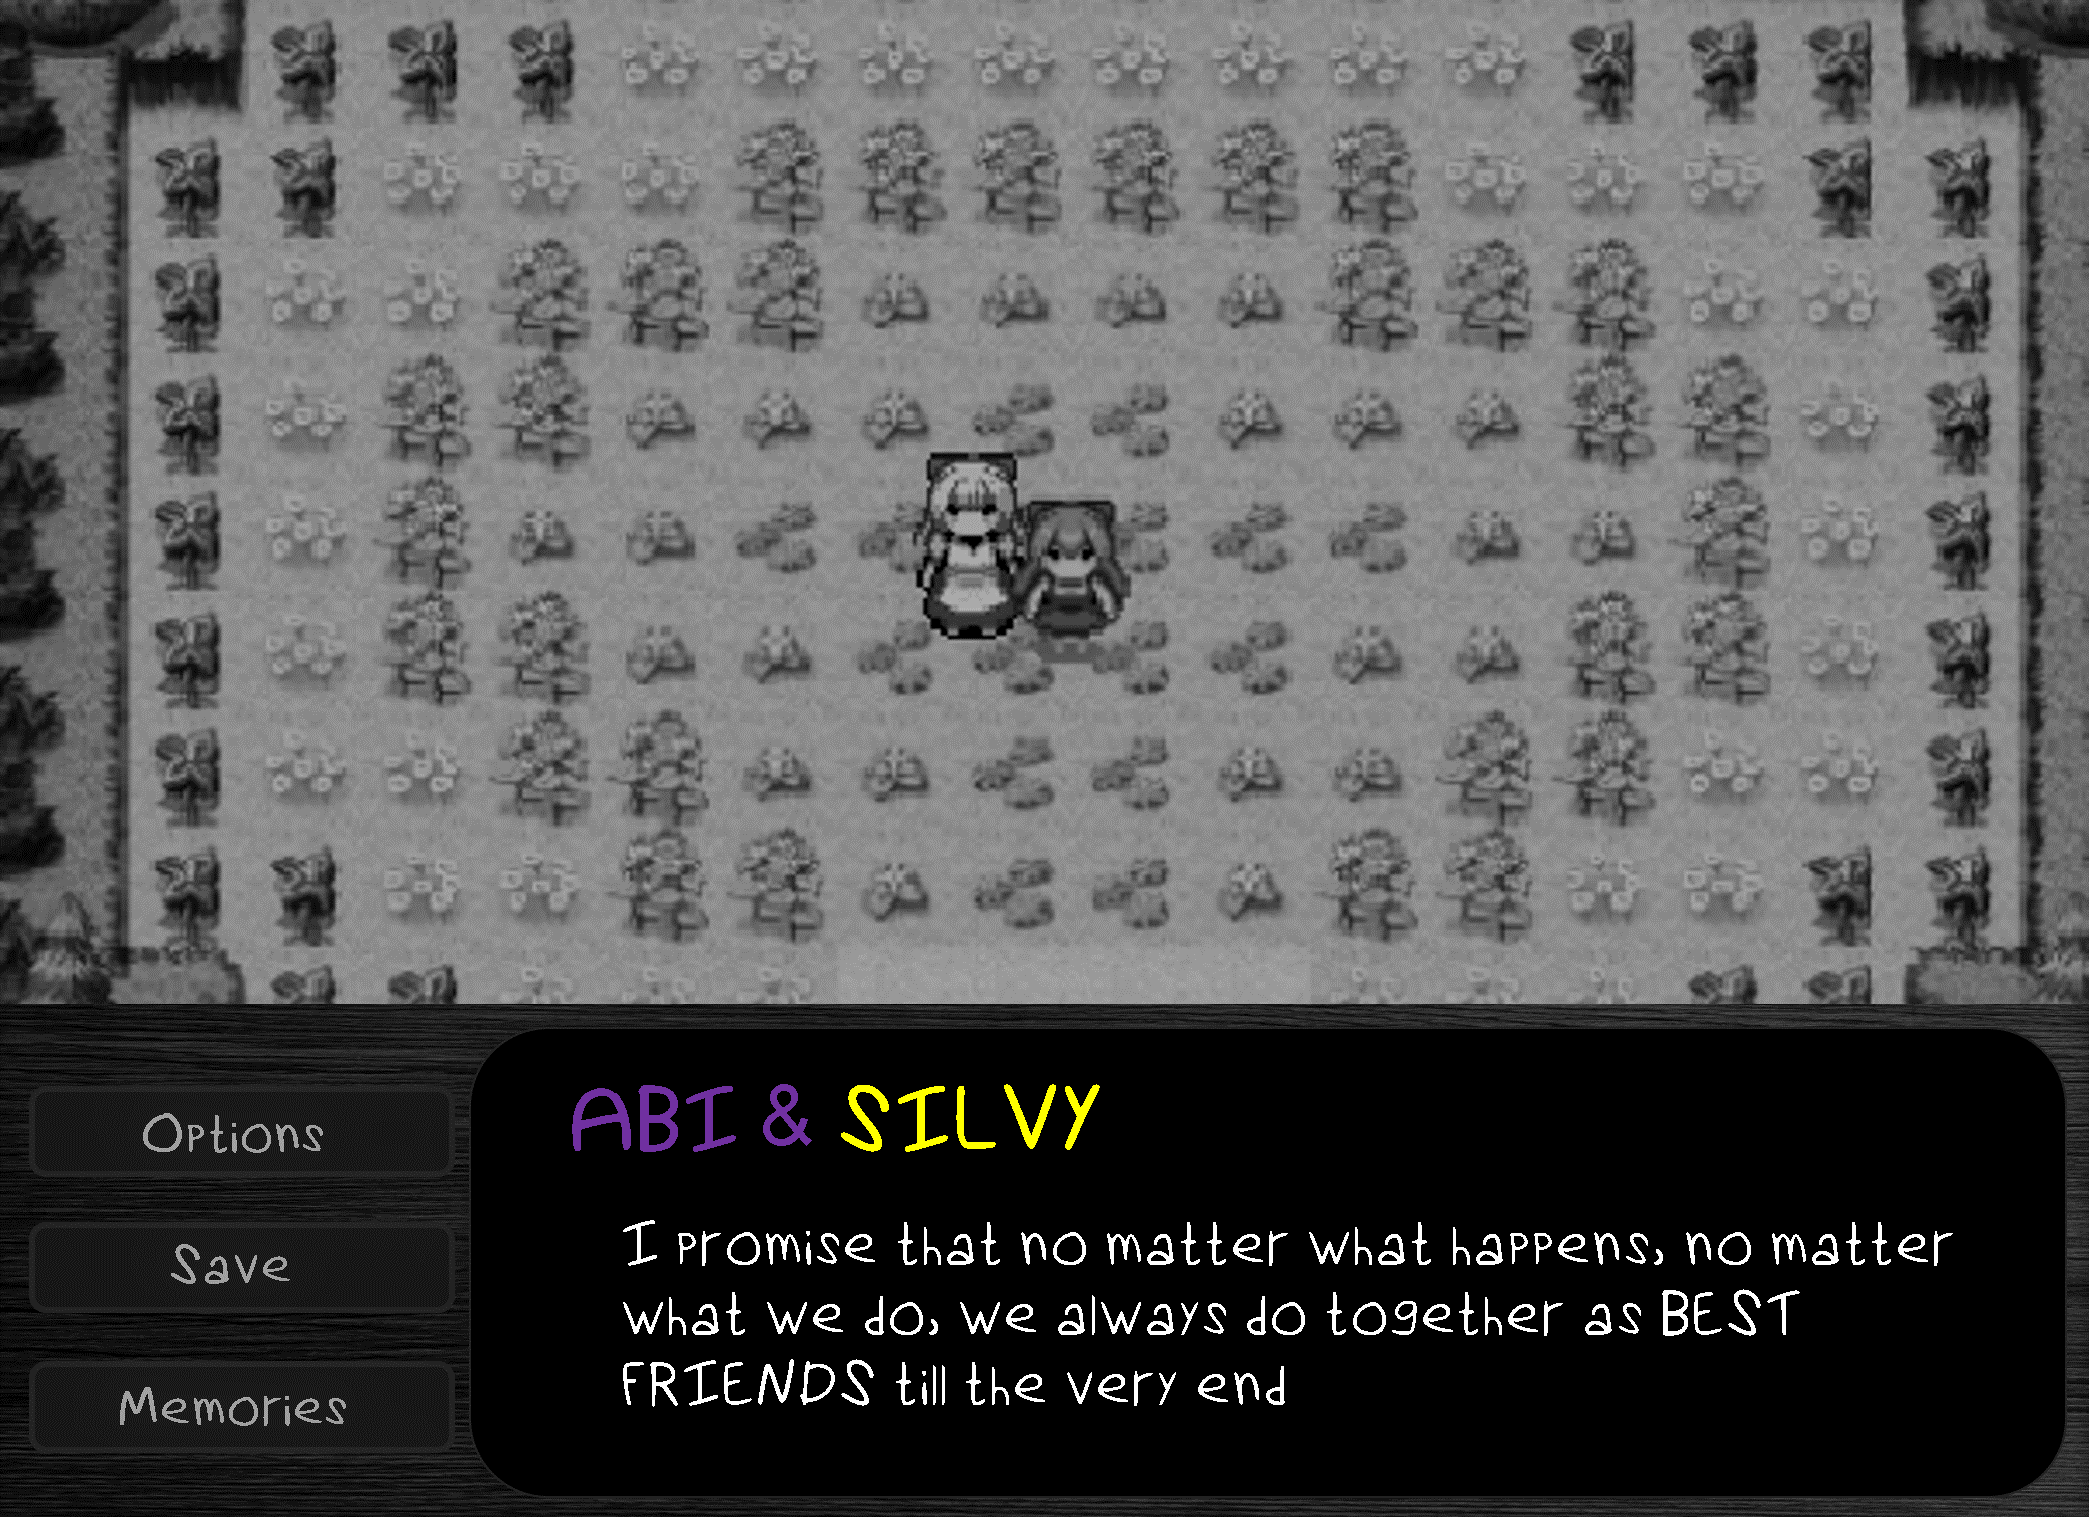 ABI & SILVY
I promise that no matter what happens, no matter
what we do, we always do together as BEST
FRIENDS till the very end
Options
Save
Memories